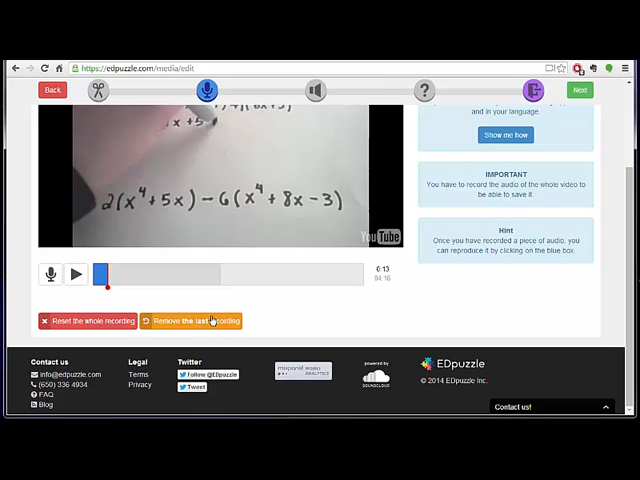 https://edpuzzle.com/media/edit
Back
Next
and in your language.
Show me how
x + 5
2(x⁴ + 5x) − 6(x⁴ + 8x − 3)
YouTube
IMPORTANT
You have to record the audio of the whole video to
be able to save it.
Hint
Once you have recorded a piece of audio, you
can reproduce it by clicking on the blue box.
0:13
04:16
Reset the whole recording
Remove the last recording
Contact us
info@edpuzzle.com
(650) 336 4934
FAQ
Blog
Legal
Terms
Privacy
Twitter
Follow @EDpuzzle
Tweet
mixpanel MOBILE
ANALYTICS
powered by
SOUNDCLOUD
EDpuzzle
© 2014 EDpuzzle Inc.
Contact us!